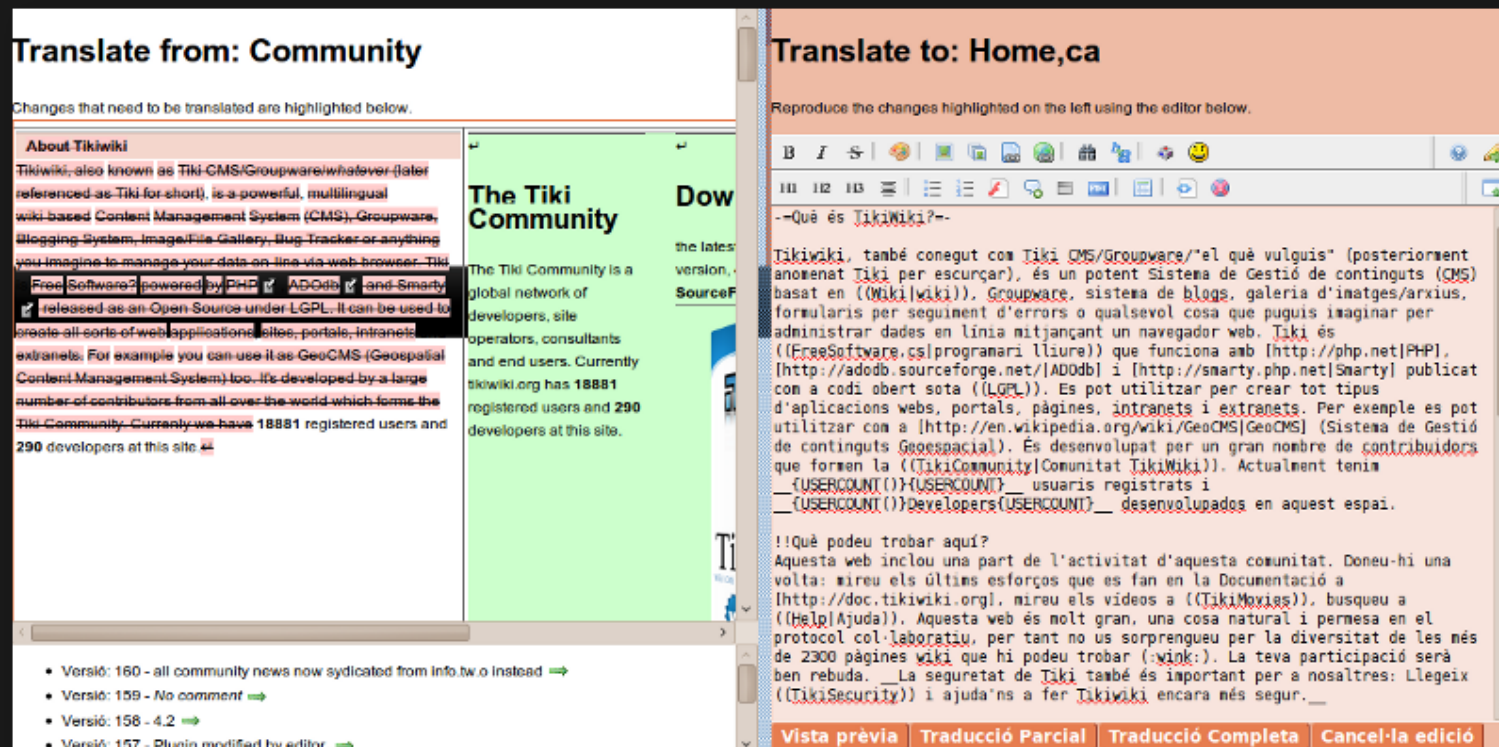 Translate from: Community
Changes that need to be translated are highlighted below.
About Tikiwiki
Tikiwiki, also known as Tiki CMS/Groupware/whatever (later
referenced as Tiki for short), is a powerful, multilingual
wiki based Content Management System (CMS), Groupware,
Blogging System, Image/File Gallery, Bug Tracker or anything
you imagine to manage your data on-line via web browser. Tiki
Free Software? powered by PHP ADOdb and Smarty
released as an Open Source under LGPL. It can be used to
create all sorts of web applications sites, portals, intranets
extranets. For example you can use it as GeoCMS (Geospatial
Content Management System) too. It's developed by a large
number of contributors from all over the world which forms the
Tiki Community. Currenly we have 18881 registered users and
290 developers at this site.↵
↵
The Tiki
Community
The Tiki Community is a
global network of
developers, site
operators, consultants
and end users. Currently
tikiwiki.org has 18881
registered users and 290
developers at this site.
↵
Dow
the latest
version,
SourceF
Ti
Versió: 160 - all community news now sydicated from info.tw.o instead
Versió: 159 - No comment
Versió: 158 - 4.2
Versió: 157 - Plugin modified by editor.
Translate to: Home,ca
Reproduce the changes highlighted on the left using the editor below.
B I S
H1 H2 H3
-=Què és TikiWiki?=-
Tikiwiki, també conegut com Tiki CMS/Groupware/"el què vulguis" (posteriorment
anomenat Tiki per escurçar), és un potent Sistema de Gestió de continguts (CMS)
basat en ((Wiki|wiki)), Groupware, sistema de blogs, galeria d'imatges/arxius,
formularis per seguiment d'errors o qualsevol cosa que puguis imaginar per
administrar dades en línia mitjançant un navegador web. Tiki és
((FreeSoftware.cs|programari lliure)) que funciona amb [http://php.net|PHP],
[http://adodb.sourceforge.net/|ADOdb] i [http://smarty.php.net|Smarty] publicat
com a codi obert sota ((LGPL)). Es pot utilitzar per crear tot tipus
d'aplicacions webs, portals, pàgines, intranets i extranets. Per exemple es pot
utilitzar com a [http://en.wikipedia.org/wiki/GeoCMS|GeoCMS] (Sistema de Gestió
de continguts Geoespacial). És desenvolupat per un gran nombre de contribuidors
que formen la ((TikiCommunity|Comunitat TikiWiki)). Actualment tenim
__{USERCOUNT()}{USERCOUNT}__ usuaris registrats i
__{USERCOUNT()}Developers{USERCOUNT}__ desenvolupados en aquest espai.
!!Què podeu trobar aquí?
Aquesta web inclou una part de l'activitat d'aquesta comunitat. Doneu-hi una
volta: mireu els últims esforços que es fan en la Documentació a
[http://doc.tikiwiki.org], mireu els vídeos a ((TikiMovies)), busqueu a
((Help|Ajuda)). Aquesta web és molt gran, una cosa natural i permesa en el
protocol col·laboratiu, per tant no us sorprengueu per la diversitat de les més
de 2300 pàgines wiki que hi podeu trobar (:wink:). La teva participació serà
ben rebuda. __La seguretat de Tiki també és important per a nosaltres: Llegeix
((TikiSecurity)) i ajuda'ns a fer Tikiwiki encara més segur.__
Vista prèvia Traducció Parcial Traducció Completa Cancel·la edició